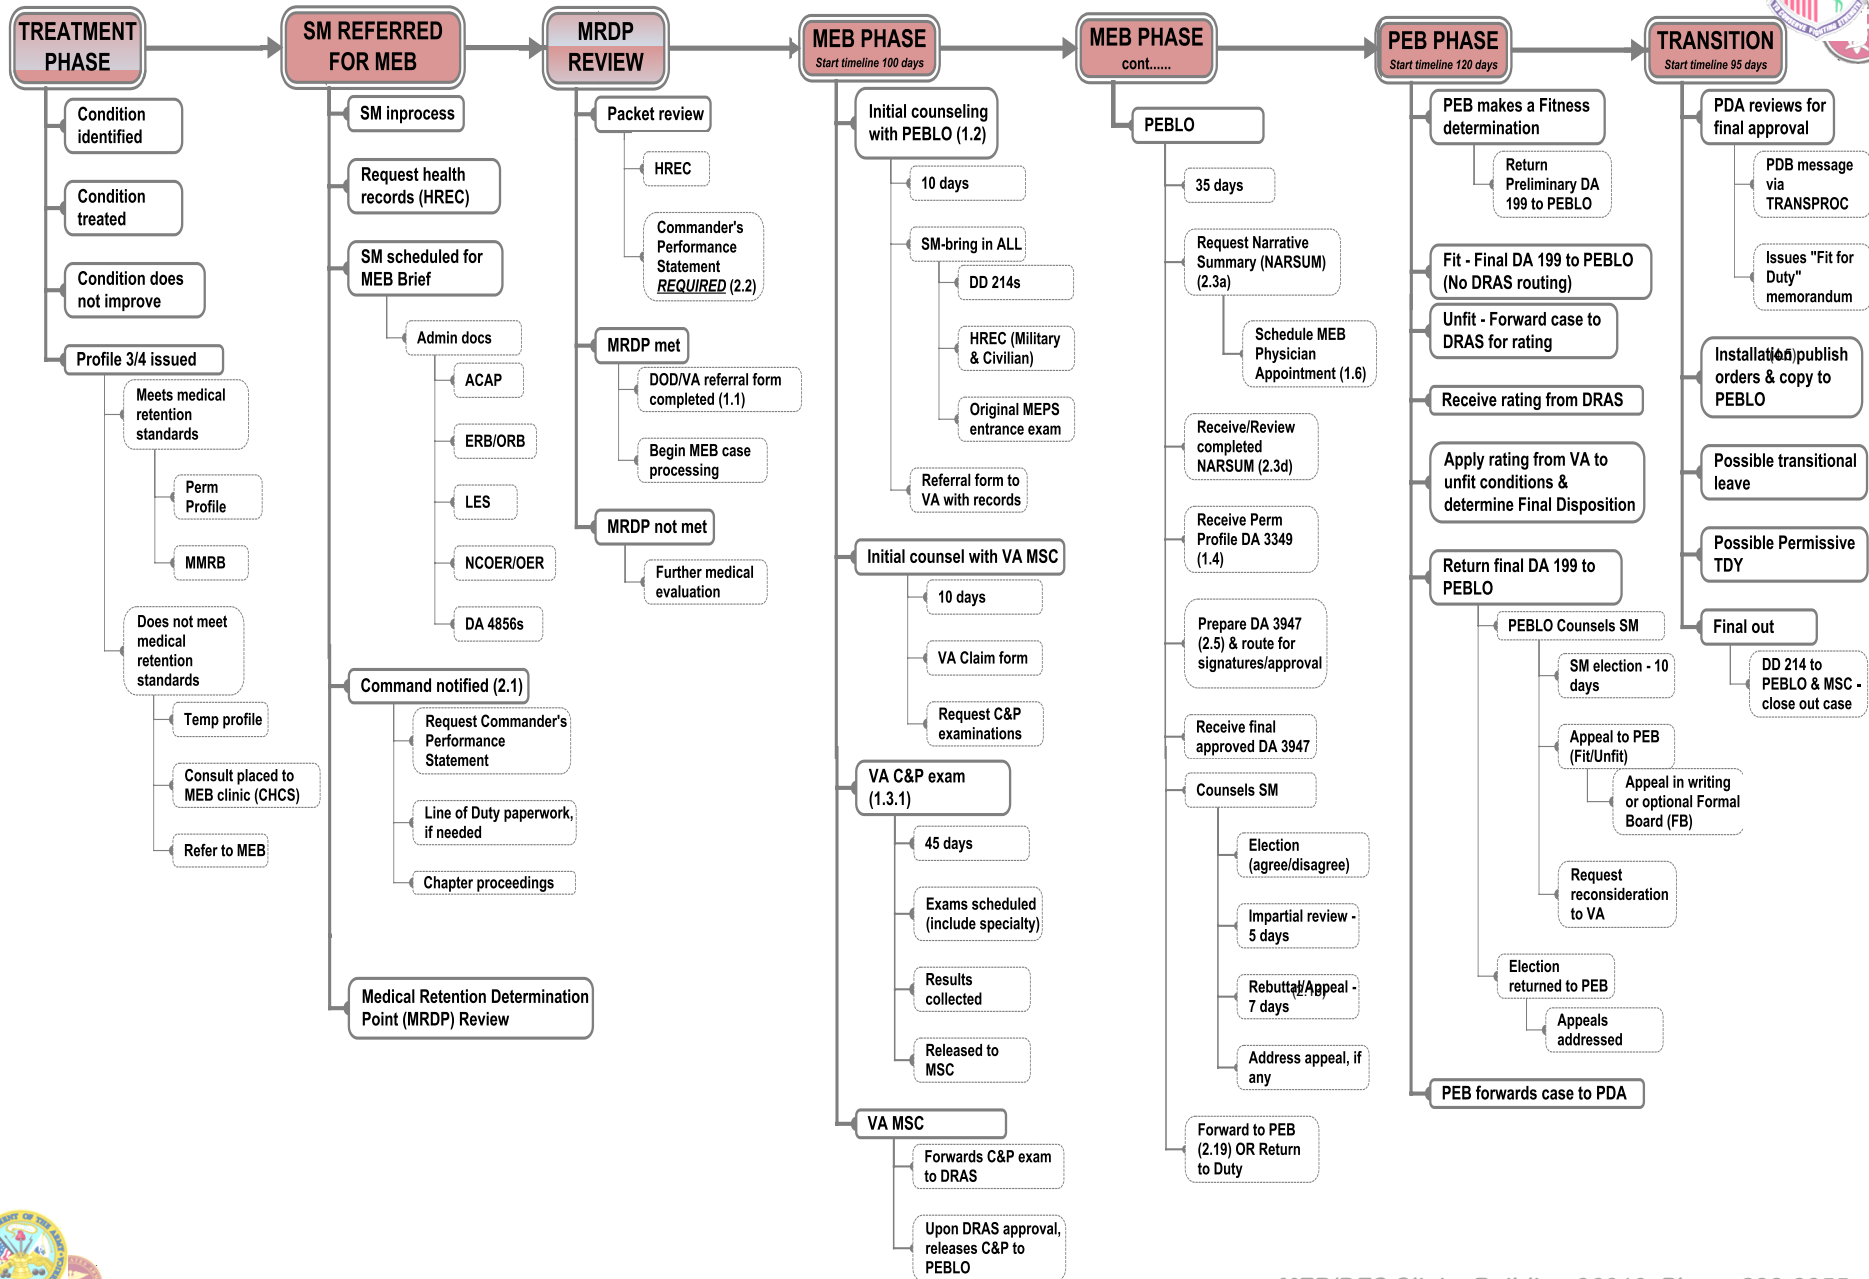 TREATMENT
PHASE
Condition
identified
Condition
treated
Condition does
not improve
Profile 3/4 issued
Meets medical
retention
standards
Perm
Profile
MMRB
Does not meet
medical
retention
standards
Temp profile
Consult placed to
MEB clinic (CHCS)
Refer to MEB
SM REFERRED
FOR MEB
SM inprocess
Request health
records (HREC)
SM scheduled for
MEB Brief
Admin docs
ACAP
ERB/ORB
LES
NCOER/OER
DA 4856s
Command notified (2.1)
Request Commander's
Performance
Statement
Line of Duty paperwork,
if needed
Chapter proceedings
Medical Retention Determination
Point (MRDP) Review
MRDP
REVIEW
Packet review
HREC
Commander's
Performance
Statement
REQUIRED (2.2)
MRDP met
DOD/VA referral form
completed (1.1)
Begin MEB case
processing
MRDP not met
Further medical
evaluation
MEB PHASE
Start timeline 100 days
Initial counseling
with PEBLO (1.2)
10 days
SM-bring in ALL
DD 214s
HREC (Military
& Civilian)
Original MEPS
entrance exam
Referral form to
VA with records
Initial counsel with VA MSC
10 days
VA Claim form
Request C&P
examinations
VA C&P exam
(1.3.1)
45 days
Exams scheduled
(include specialty)
Results
collected
Released to
MSC
VA MSC
Forwards C&P exam
to DRAS
Upon DRAS approval,
releases C&P to
PEBLO
MEB PHASE
cont......
PEBLO
35 days
Request Narrative
Summary (NARSUM)
(2.3a)
Schedule MEB
Physician
Appointment (1.6)
Receive/Review
completed
NARSUM (2.3d)
Receive Perm
Profile DA 3349
(1.4)
Prepare DA 3947
(2.5) & route for
signatures/approval
Receive final
approved DA 3947
Counsels SM
Election
(agree/disagree)
Impartial review -
5 days
Rebuttal/Appeal -
7 days
Address appeal, if
any
Forward to PEB
(2.19) OR Return
to Duty
PEB PHASE
Start timeline 120 days
PEB makes a Fitness
determination
Return
Preliminary DA
199 to PEBLO
Fit - Final DA 199 to PEBLO
(No DRAS routing)
Unfit - Forward case to
DRAS for rating
Receive rating from DRAS
Apply rating from VA to
unfit conditions &
determine Final Disposition
Return final DA 199 to
PEBLO
PEBLO Counsels SM
SM election - 10
days
Appeal to PEB
(Fit/Unfit)
Appeal in writing
or optional Formal
Board (FB)
Request
reconsideration
to VA
Election
returned to PEB
Appeals
addressed
PEB forwards case to PDA
TRANSITION
Start timeline 95 days
PDA reviews for
final approval
PDB message
via
TRANSPROC
Issues "Fit for
Duty"
memorandum
Installation publish
orders & copy to
PEBLO
Possible transitional
leave
Possible Permissive
TDY
Final out
DD 214 to
PEBLO & MSC -
close out case